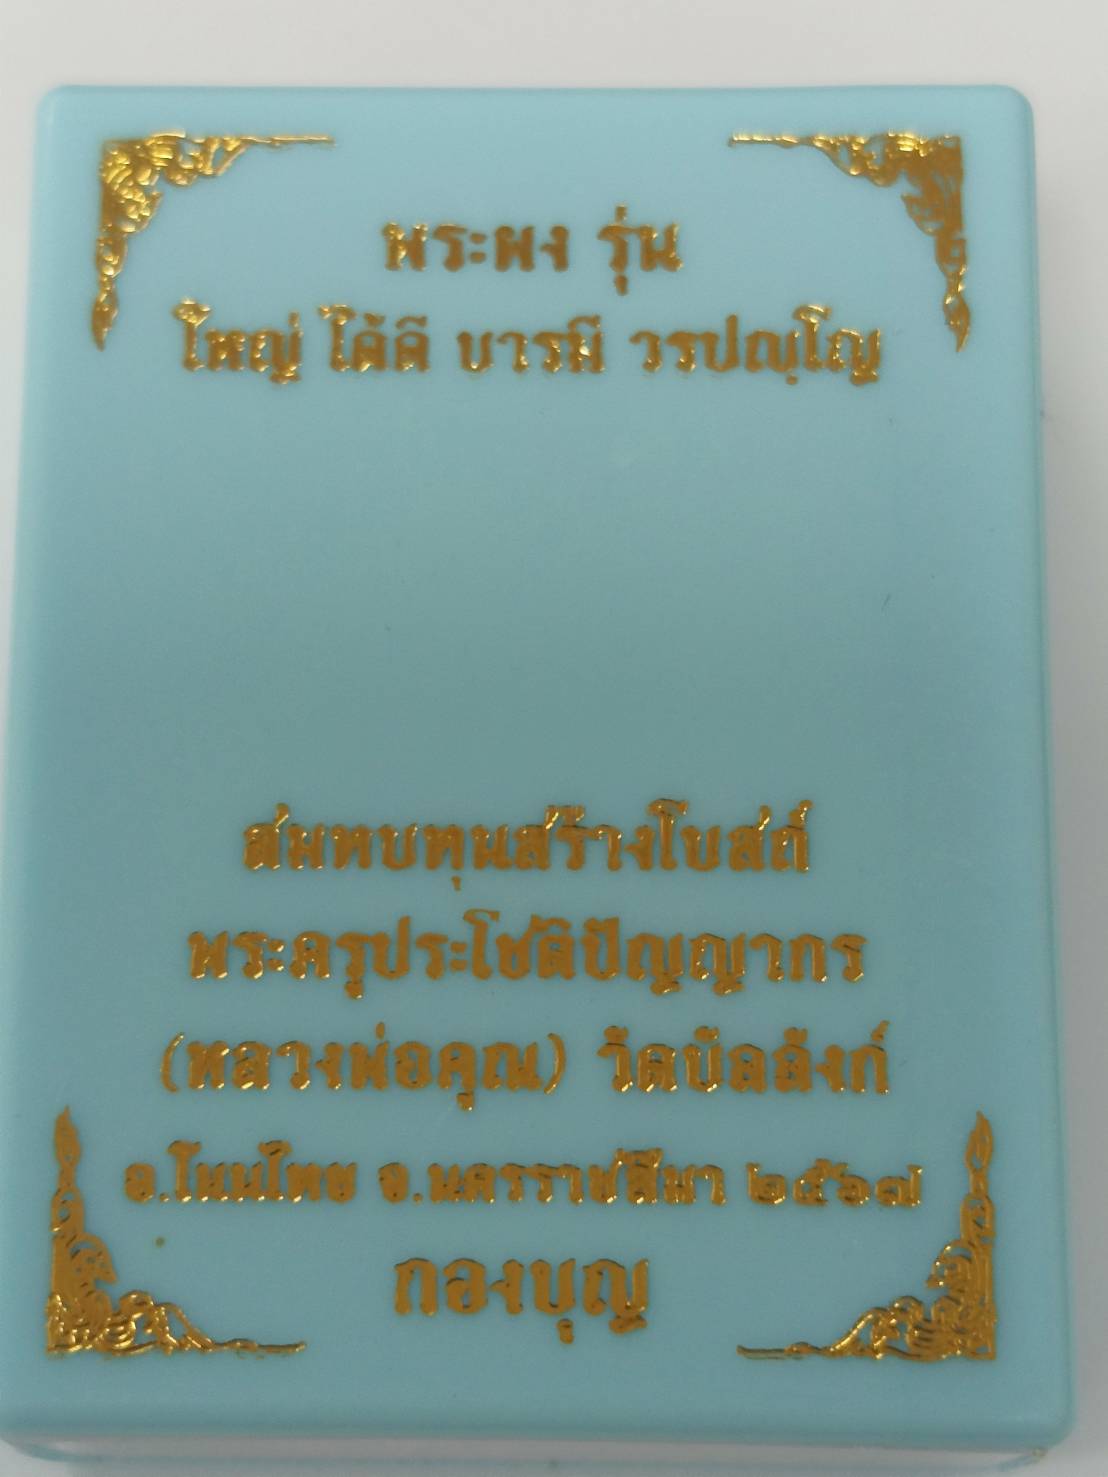 พระผง รุ่น
ใหญ่ ได้ดี บารมี วรปญฺโญ
สมทบทุนสร้างโบสถ์
พระครูประโชติปัญญากร
(หลวงพ่อคูณ) วัดบัลลังก์
อ.โนนไทย จ.นครราชสีมา ๒๕๖๗
กองบุญ